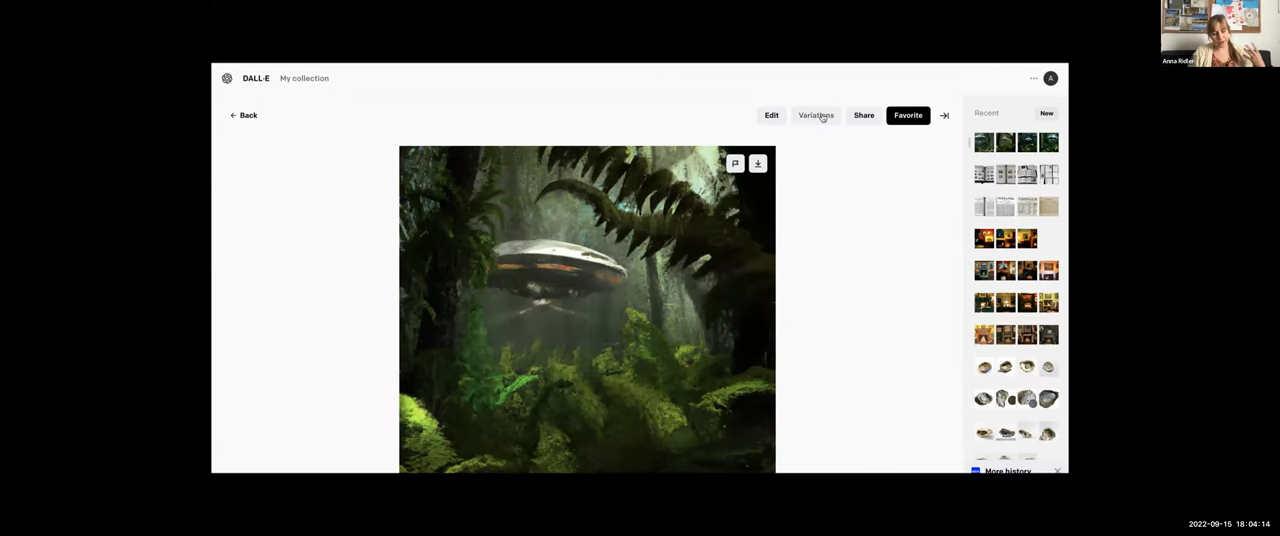 DALL·E My collection
Back
Edit
Variations
Share
Favorite
Recent
New
A
More history
Anna Ridler
2022-09-15 18:04:14